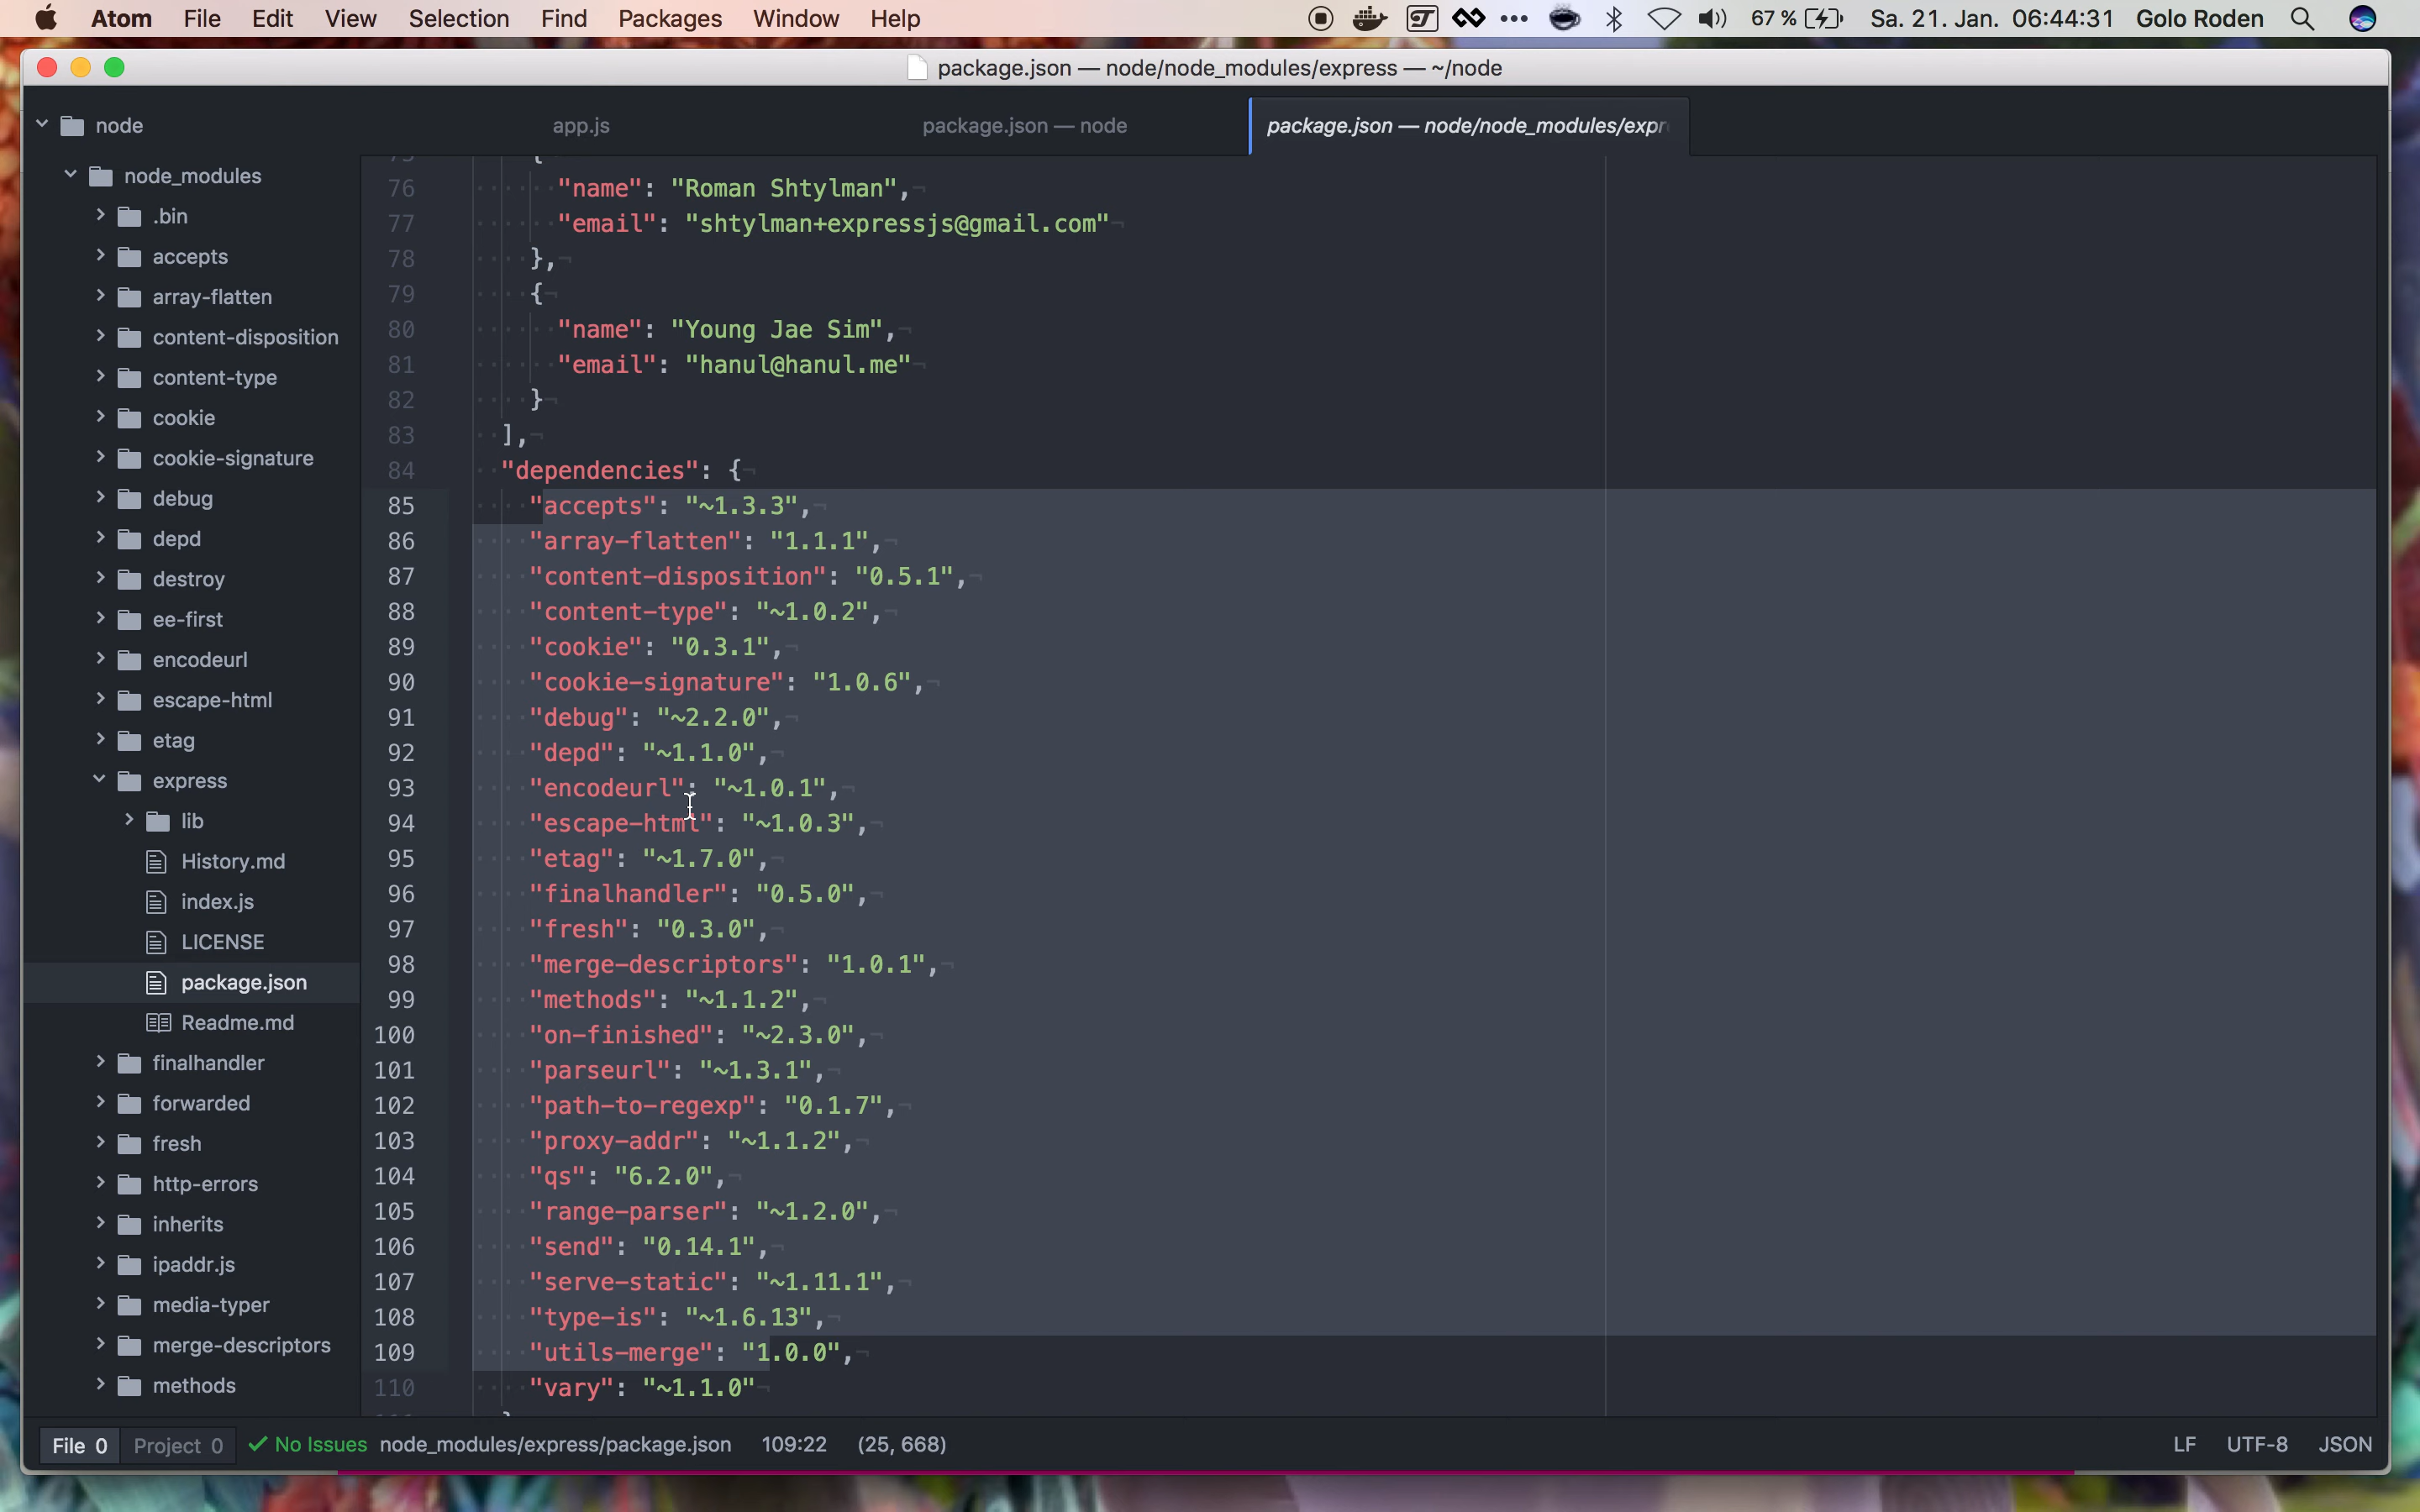 Atom File Edit View Selection Find Packages Window Help 67 % Sa. 21. Jan. 06:44:31 Golo Roden
package.json — node/node_modules/express — ~/node
node
app.js
package.json — node
package.json — node/node_modules/expr
node_modules
.bin
accepts
array-flatten
content-disposition
content-type
cookie
cookie-signature
debug
depd
destroy
ee-first
encodeurl
escape-html
etag
express
lib
History.md
index.js
LICENSE
package.json
Readme.md
finalhandler
forwarded
fresh
http-errors
inherits
ipaddr.js
media-typer
merge-descriptors
methods
76 "name": "Roman Shtylman",
77 "email": "shtylman+expressjs@gmail.com"
78 },
79 {
80 "name": "Young Jae Sim",
81 "email": "hanul@hanul.me"
82 }
83 ],
84 "dependencies": {
85 "accepts": "~1.3.3",
86 "array-flatten": "1.1.1",
87 "content-disposition": "0.5.1",
88 "content-type": "~1.0.2",
89 "cookie": "0.3.1",
90 "cookie-signature": "1.0.6",
91 "debug": "~2.2.0",
92 "depd": "~1.1.0",
93 "encodeurl": "~1.0.1",
94 "escape-html": "~1.0.3",
95 "etag": "~1.7.0",
96 "finalhandler": "0.5.0",
97 "fresh": "0.3.0",
98 "merge-descriptors": "1.0.1",
99 "methods": "~1.1.2",
100 "on-finished": "~2.3.0",
101 "parseurl": "~1.3.1",
102 "path-to-regexp": "0.1.7",
103 "proxy-addr": "~1.1.2",
104 "qs": "6.2.0",
105 "range-parser": "~1.2.0",
106 "send": "0.14.1",
107 "serve-static": "~1.11.1",
108 "type-is": "~1.6.13",
109 "utils-merge": "1.0.0",
110 "vary": "~1.1.0"
File 0 Project 0 No Issues node_modules/express/package.json 109:22 (25, 668) LF UTF-8 JSON